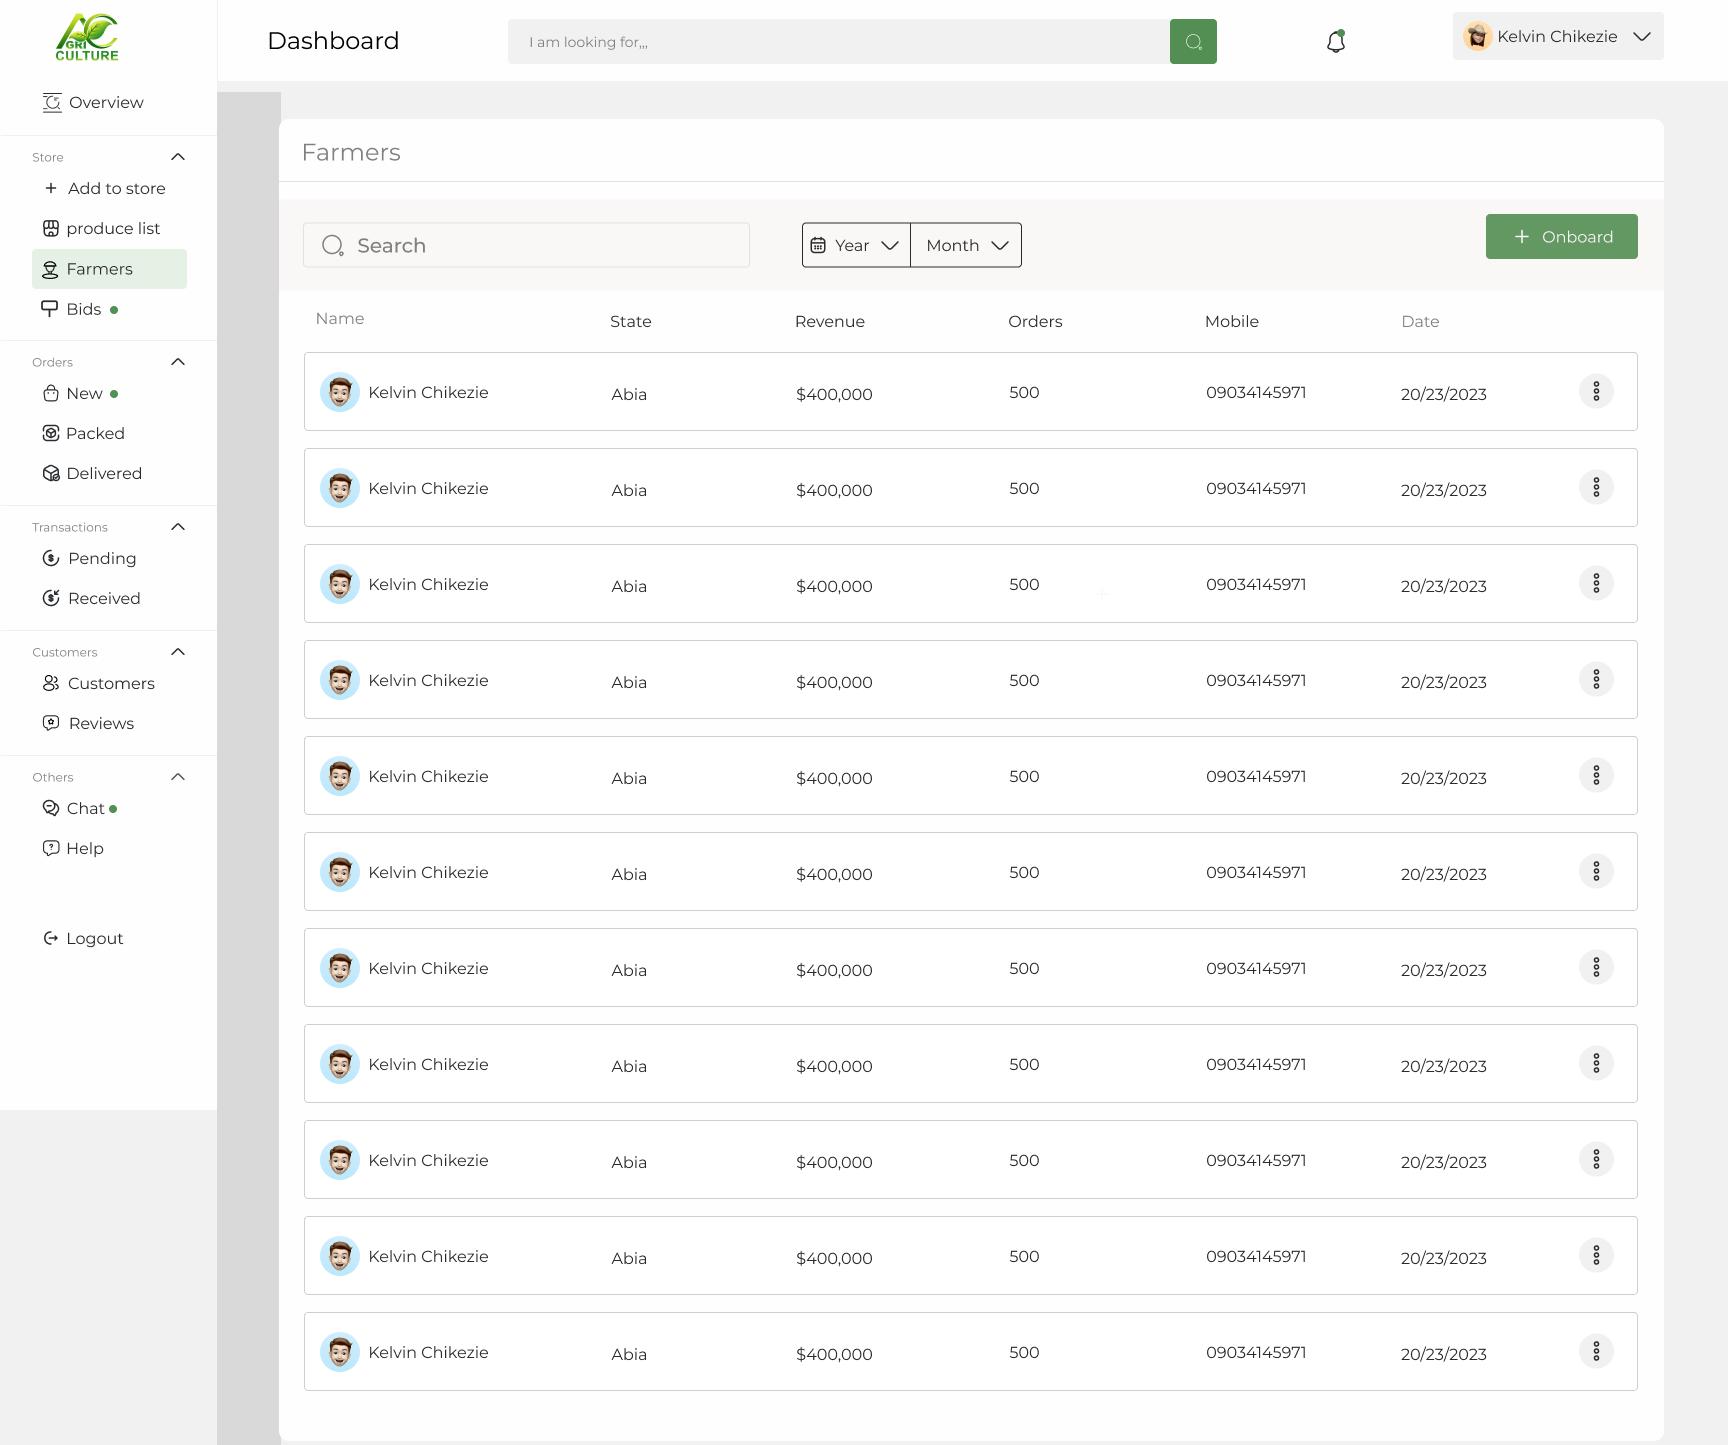 AGRIC
CULTURE
Dashboard
I am looking for,,,
Kelvin Chikezie
Overview
Store
Add to store
produce list
Farmers
Bids
Orders
New
Packed
Delivered
Transactions
Pending
Received
Customers
Customers
Reviews
Others
Chat
Help
Logout
Farmers
Search
Year
Month
+ Onboard
Name State Revenue Orders Mobile Date
Kelvin Chikezie Abia $400,000 500 09034145971 20/23/2023
Kelvin Chikezie Abia $400,000 500 09034145971 20/23/2023
Kelvin Chikezie Abia $400,000 500 09034145971 20/23/2023
Kelvin Chikezie Abia $400,000 500 09034145971 20/23/2023
Kelvin Chikezie Abia $400,000 500 09034145971 20/23/2023
Kelvin Chikezie Abia $400,000 500 09034145971 20/23/2023
Kelvin Chikezie Abia $400,000 500 09034145971 20/23/2023
Kelvin Chikezie Abia $400,000 500 09034145971 20/23/2023
Kelvin Chikezie Abia $400,000 500 09034145971 20/23/2023
Kelvin Chikezie Abia $400,000 500 09034145971 20/23/2023
Kelvin Chikezie Abia $400,000 500 09034145971 20/23/2023